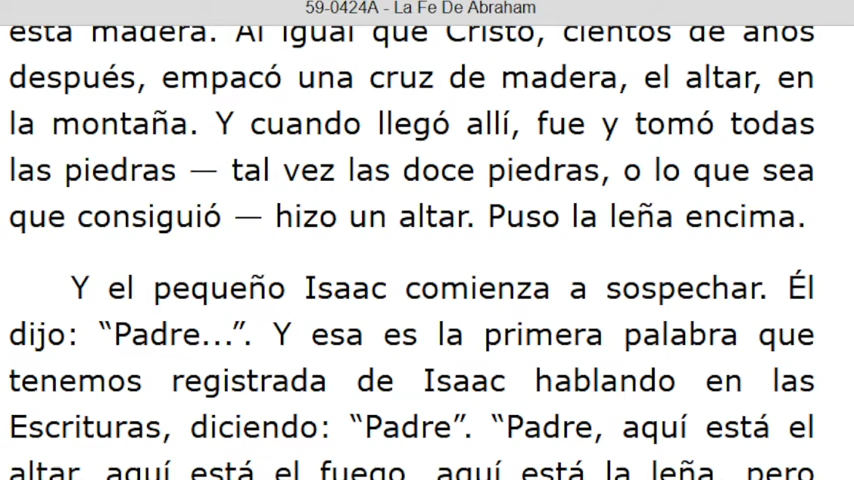 59-0424A - La Fe De Abraham
esta madera. Al igual que Cristo, cientos de años
después, empacó una cruz de madera, el altar, en
la montaña. Y cuando llegó allí, fue y tomó todas
las piedras — tal vez las doce piedras, o lo que sea
que consiguió — hizo un altar. Puso la leña encima.
Y el pequeño Isaac comienza a sospechar. Él
dijo: “Padre...”. Y esa es la primera palabra que
tenemos registrada de Isaac hablando en las
Escrituras, diciendo: “Padre”. “Padre, aquí está el
altar, aquí está el fuego, aquí está la leña, pero